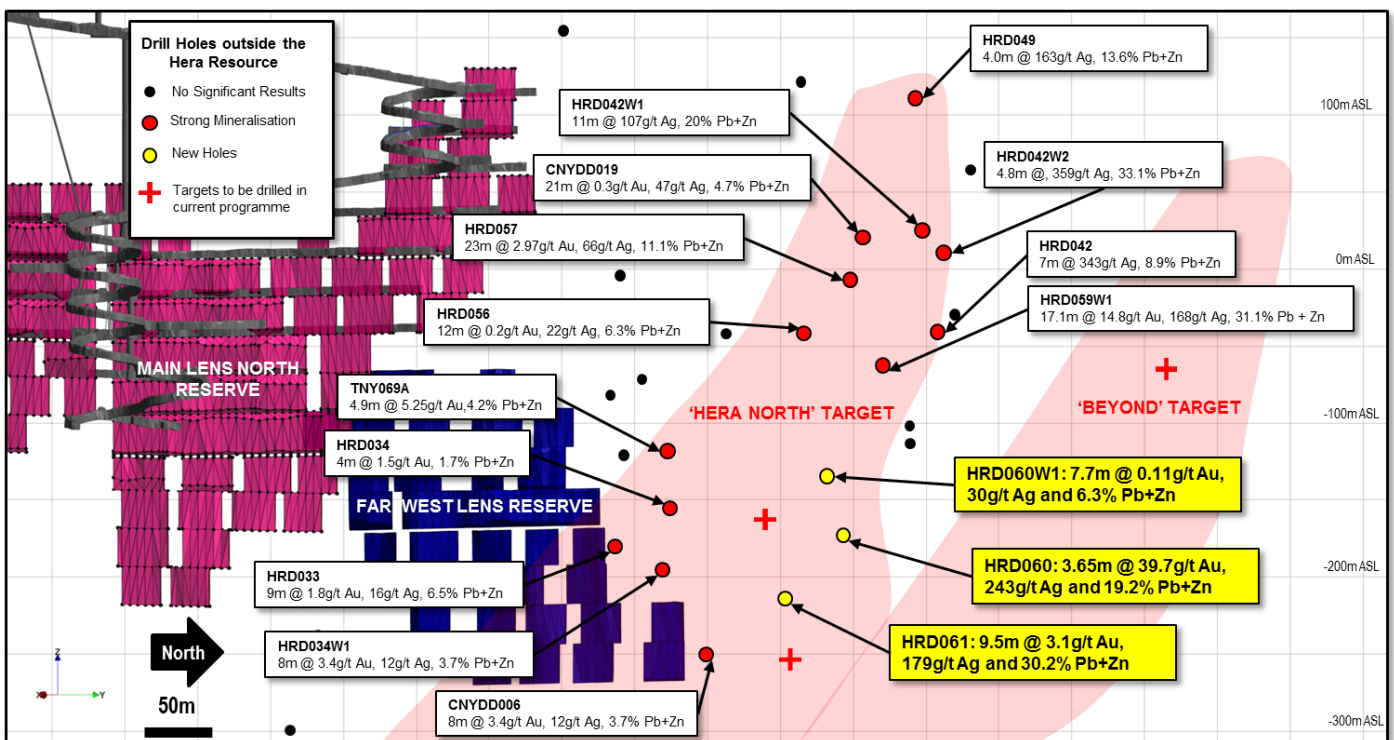 Drill Holes outside the
Hera Resource
No Significant Results
Strong Mineralisation
New Holes
Targets to be drilled in
current programme
HRD049
4.0m @ 163g/t Ag, 13.6% Pb+Zn
HRD042W1
11m @ 107g/t Ag, 20% Pb+Zn
100m ASL
HRD042W2
4.8m @, 359g/t Ag, 33.1% Pb+Zn
CNYDD019
21m @ 0.3g/t Au, 47g/t Ag, 4.7% Pb+Zn
HRD057
23m @ 2.97g/t Au, 66g/t Ag, 11.1% Pb+Zn
HRD042
7m @ 343g/t Ag, 8.9% Pb+Zn
0m ASL
HRD059W1
17.1m @ 14.8g/t Au, 168g/t Ag, 31.1% Pb + Zn
HRD056
12m @ 0.2g/t Au, 22g/t Ag, 6.3% Pb+Zn
MAIN LENS NORTH
RESERVE
TNY069A
4.9m @ 5.25g/t Au,4.2% Pb+Zn
'HERA NORTH' TARGET
'BEYOND' TARGET
-100m ASL
HRD034
4m @ 1.5g/t Au, 1.7% Pb+Zn
HRD060W1: 7.7m @ 0.11g/t Au,
30g/t Ag and 6.3% Pb+Zn
FAR WEST LENS RESERVE
HRD033
9m @ 1.8g/t Au, 16g/t Ag, 6.5% Pb+Zn
HRD060: 3.65m @ 39.7g/t Au,
243g/t Ag and 19.2% Pb+Zn
-200m ASL
HRD034W1
8m @ 3.4g/t Au, 12g/t Ag, 3.7% Pb+Zn
HRD061: 9.5m @ 3.1g/t Au,
179g/t Ag and 30.2% Pb+Zn
North
Z
X
Y
50m
CNYDD006
8m @ 3.4g/t Au, 12g/t Ag, 3.7% Pb+Zn
-300m ASL